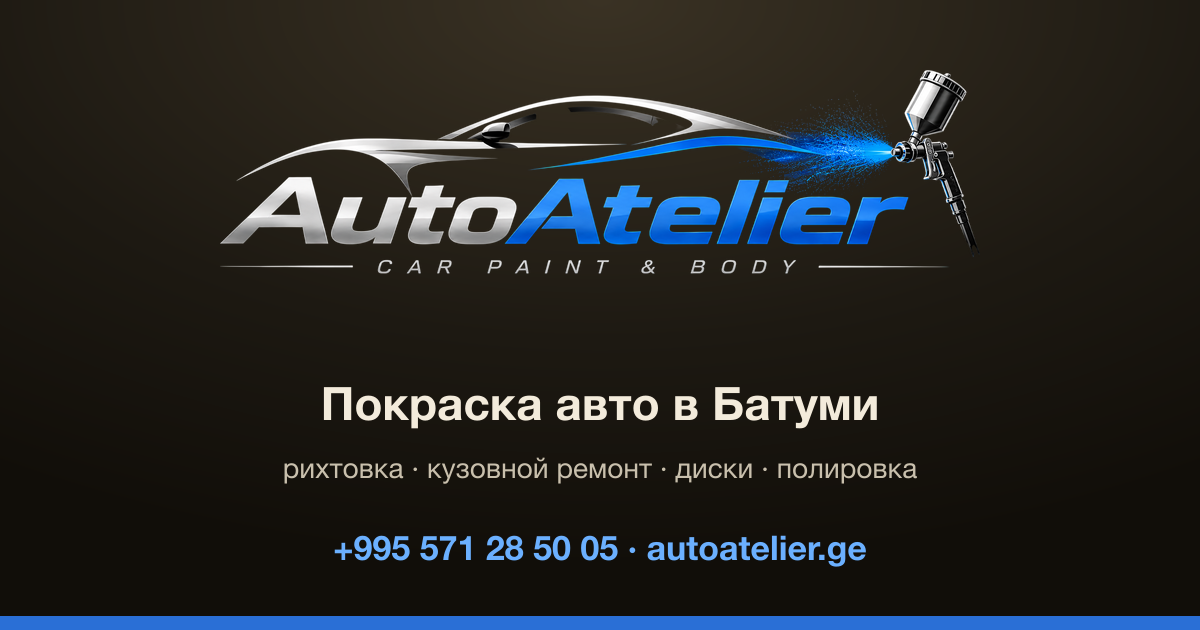 AutoAtelier
CAR PAINT & BODY
Покраска авто в Батуми
рихтовка · кузовной ремонт · диски · полировка
+995 571 28 50 05 · autoatelier.ge